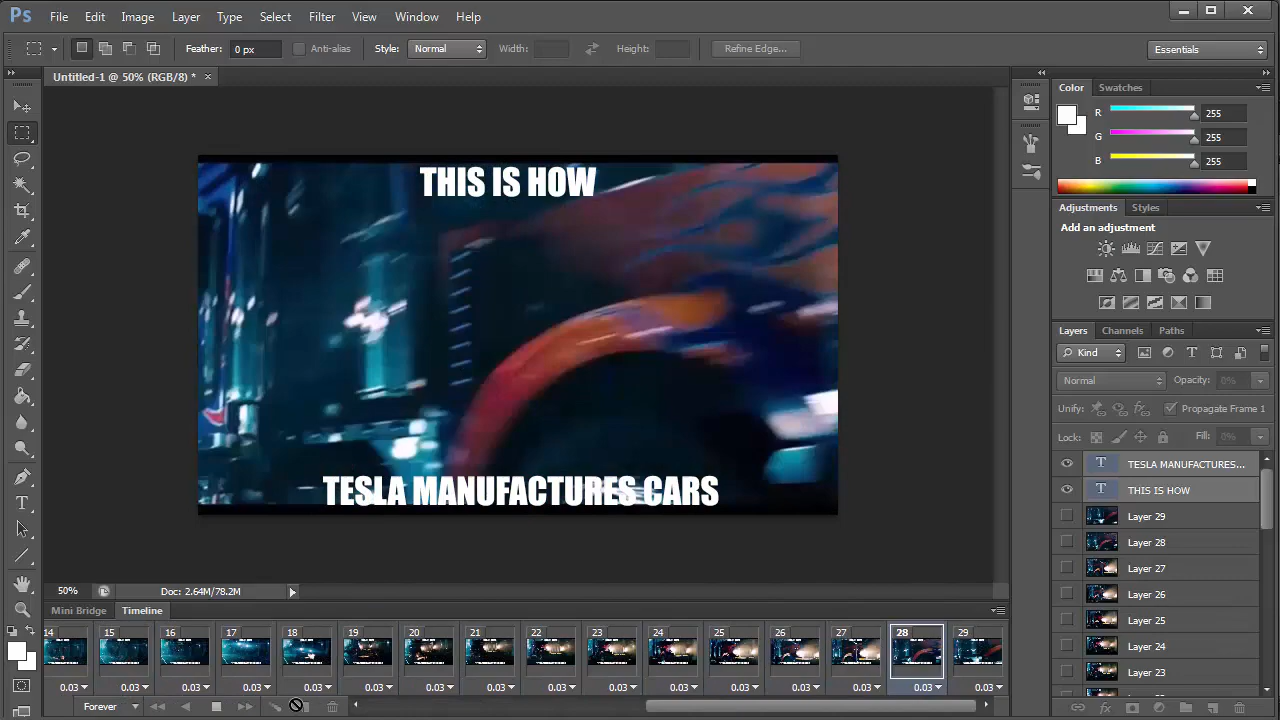 Ps File Edit Image Layer Type Select Filter View Window Help
Feather: 0 px Anti-alias Style: Normal Width: Height: Refine Edge... Essentials
Untitled-1 @ 50% (RGB/8) * ×
Color Swatches
R 255
G 255
B 255
Adjustments Styles
Add an adjustment
Layers Channels Paths
Kind T
Normal Opacity: 0%
Unify: Propagate Frame 1
Lock: Fill: 0%
T TESLA MANUFACTURES...
T THIS IS HOW
Layer 29
Layer 28
Layer 27
Layer 26
Layer 25
Layer 24
Layer 23
THIS IS HOW
TESLA MANUFACTURES CARS
50% Doc: 2.64M/78.2M
Mini Bridge Timeline
14 15 16 17 18 19 20 21 22 23 24 25 26 27 28 29
0.03 0.03 0.03 0.03 0.03 0.03 0.03 0.03 0.03 0.03 0.03 0.03 0.03 0.03 0.03 0.03
Forever